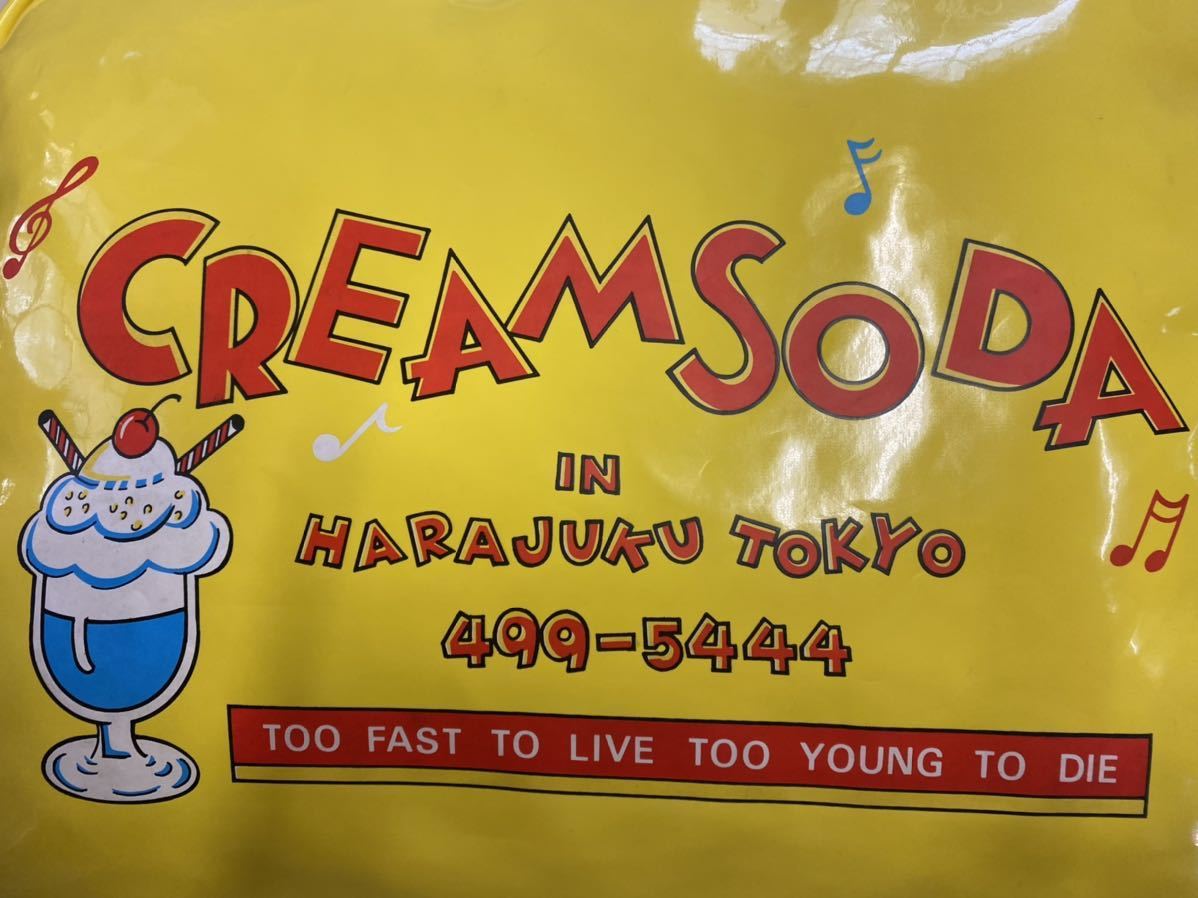 CREAMSODA
IN
HARAJUKU TOKYO
499-5444
TOO FAST TO LIVE TOO YOUNG TO DIE